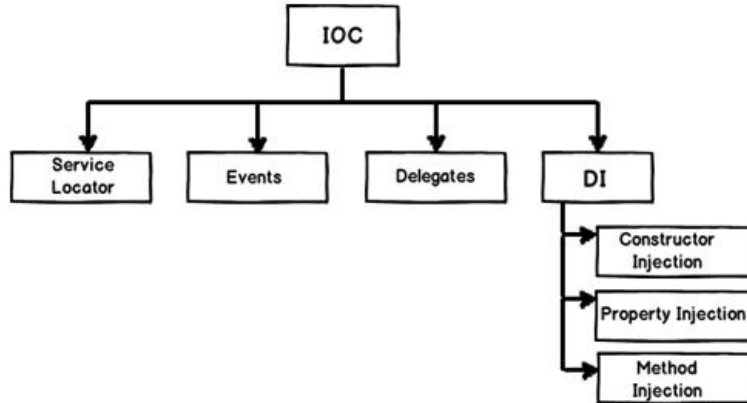 IOC
Service
Locator
Events
Delegates
DI
Constructor
Injection
Property Injection
Method
Injection